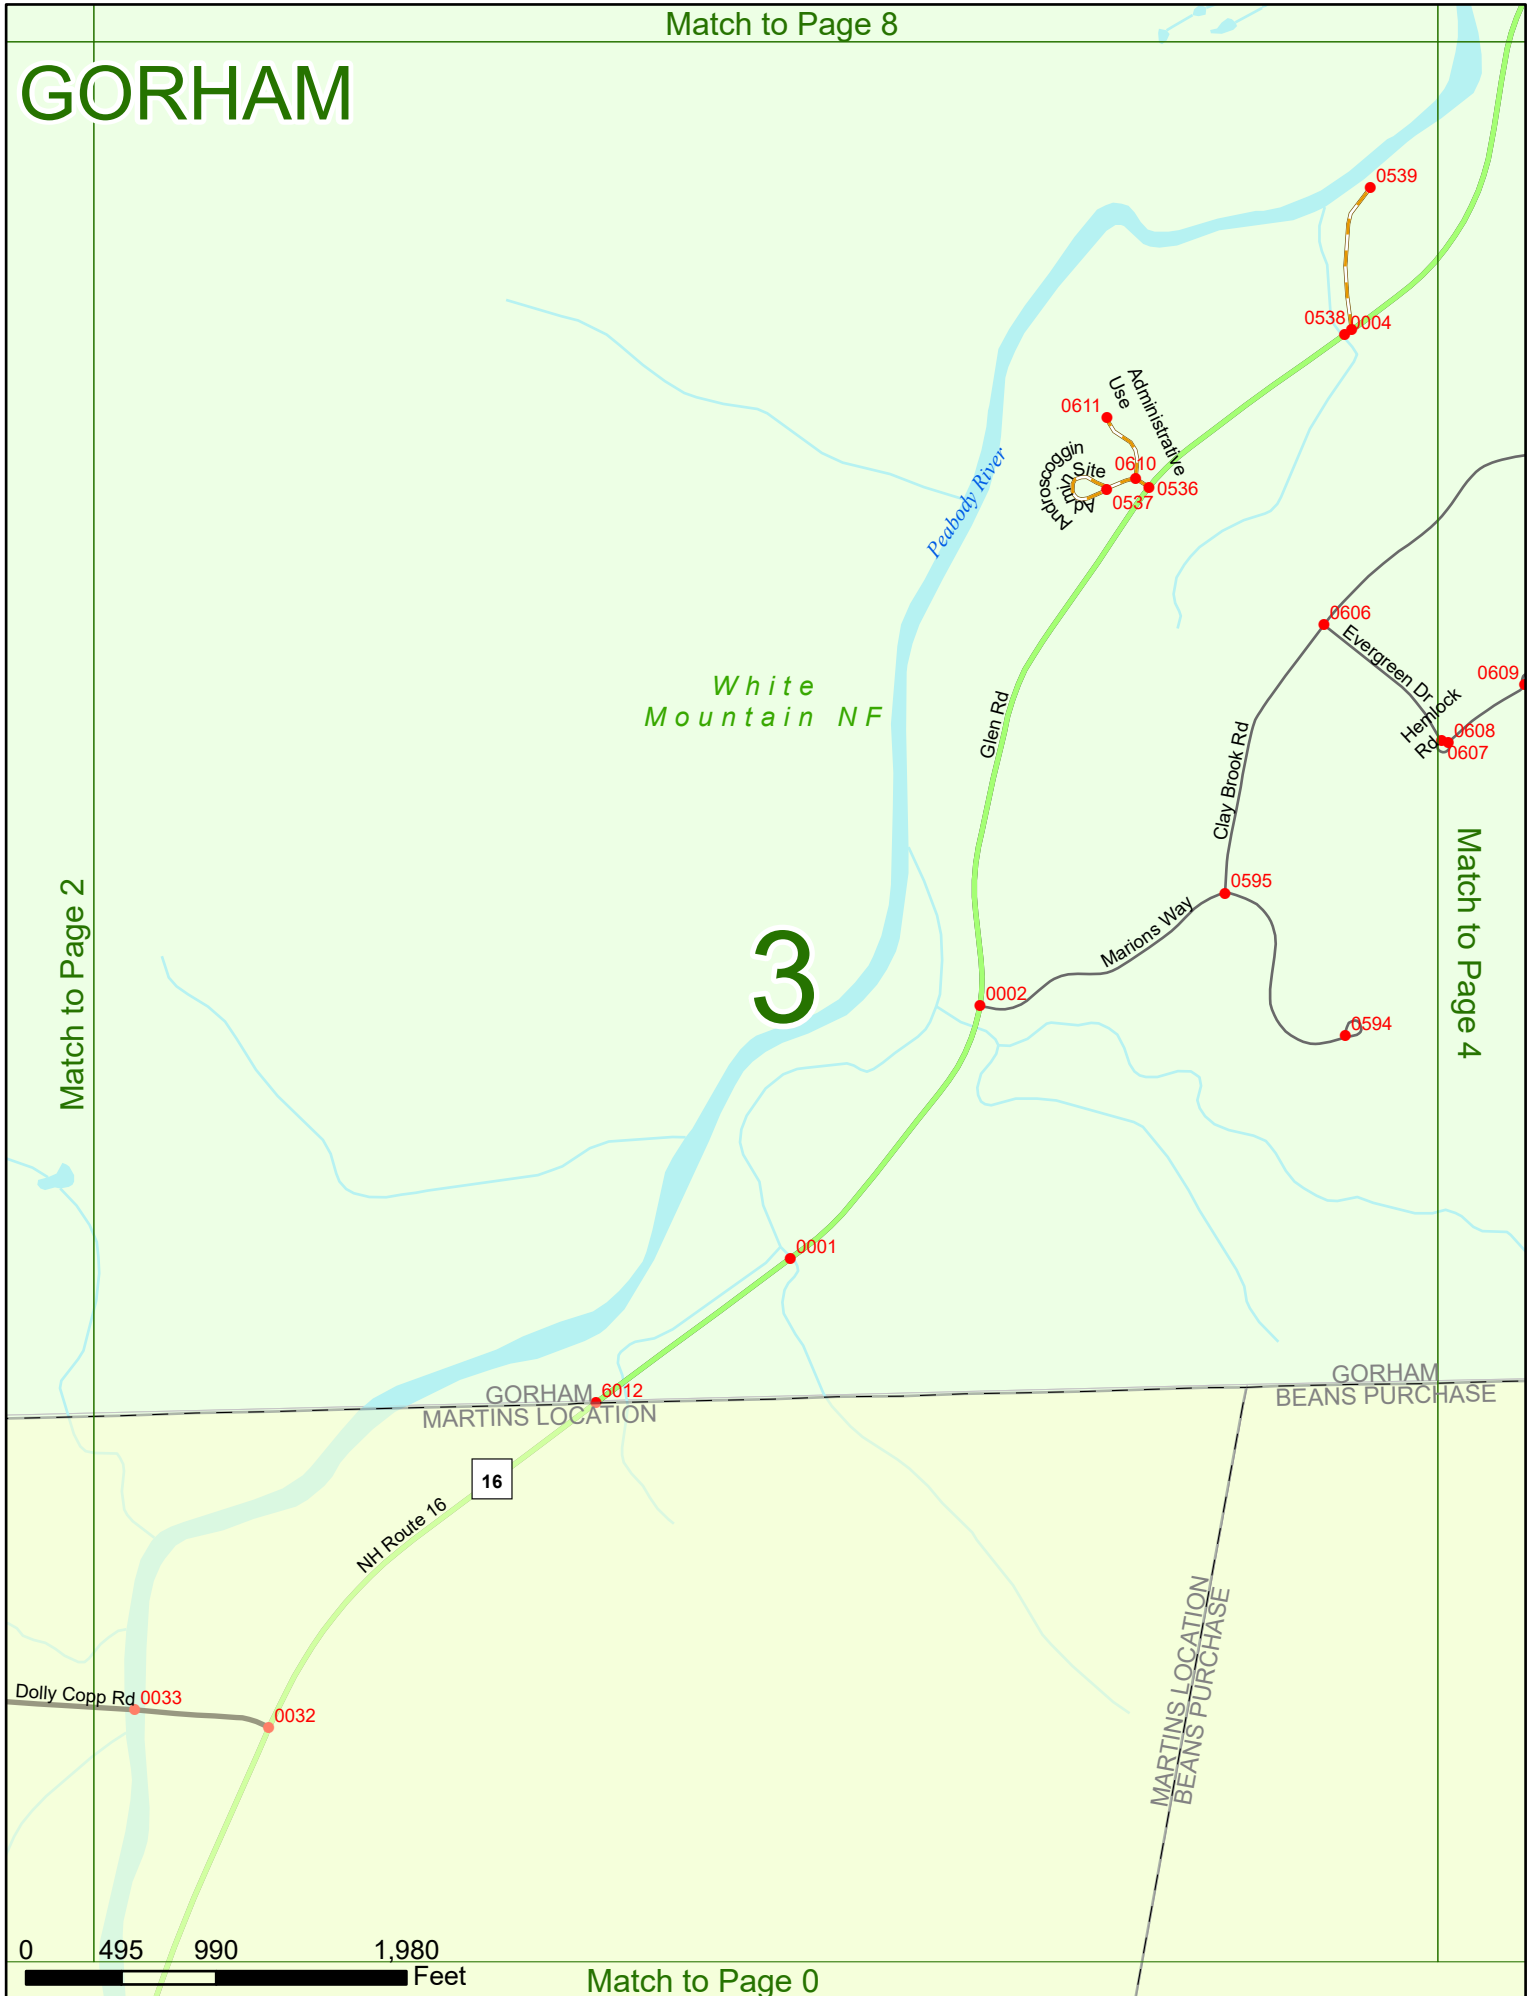 Match to Page 8
GORHAM
0539
0538
0004
Administrative
Use
0611
Androscoggin
Admin Site
0610
0536
0537
Peabody River
0606
Evergreen Dr
0609
White
Mountain NF
Hemlock
Rd
0608
0607
Glen Rd
Clay Brook Rd
Match to Page 2
Match to Page 4
0595
Marions Way
3
0002
0594
0001
GORHAM
MARTINS LOCATION
6012
GORHAM
BEANS PURCHASE
16
NH Route 16
MARTINS LOCATION
BEANS PURCHASE
Dolly Copp Rd
0033
0032
0 495 990 1,980
Feet
Match to Page 0